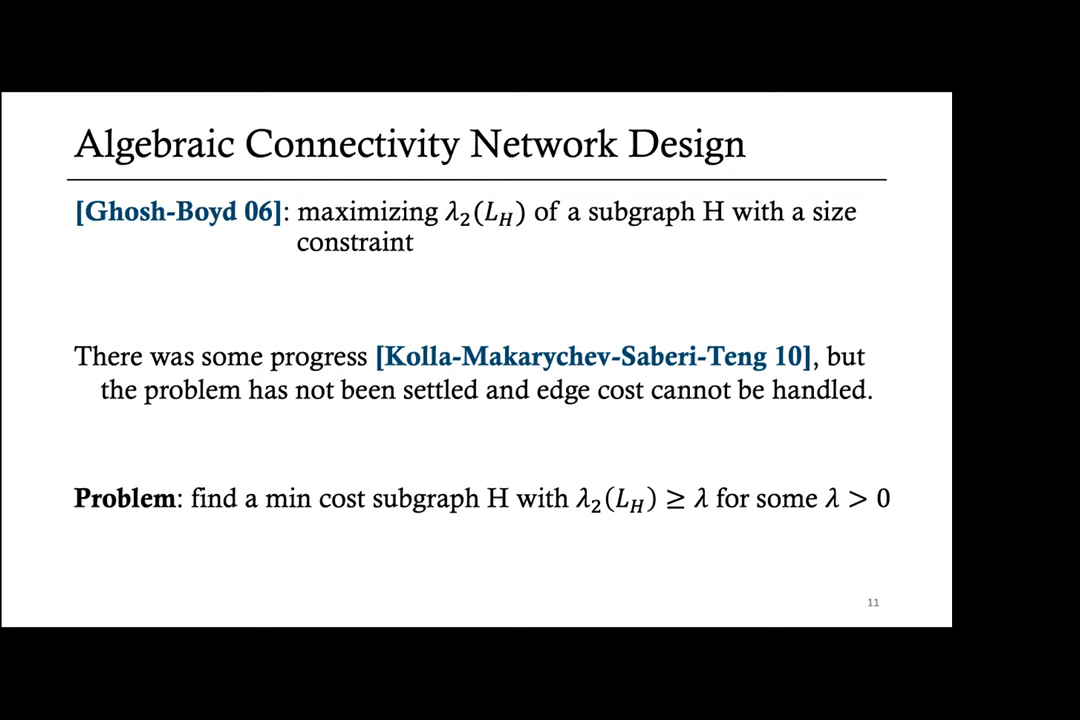 Algebraic Connectivity Network Design
[Ghosh-Boyd 06]: maximizing λ₂(L_H) of a subgraph H with a size
constraint
There was some progress [Kolla-Makarychev-Saberi-Teng 10], but
the problem has not been settled and edge cost cannot be handled.
Problem: find a min cost subgraph H with λ₂(L_H) ≥ λ for some λ > 0
11